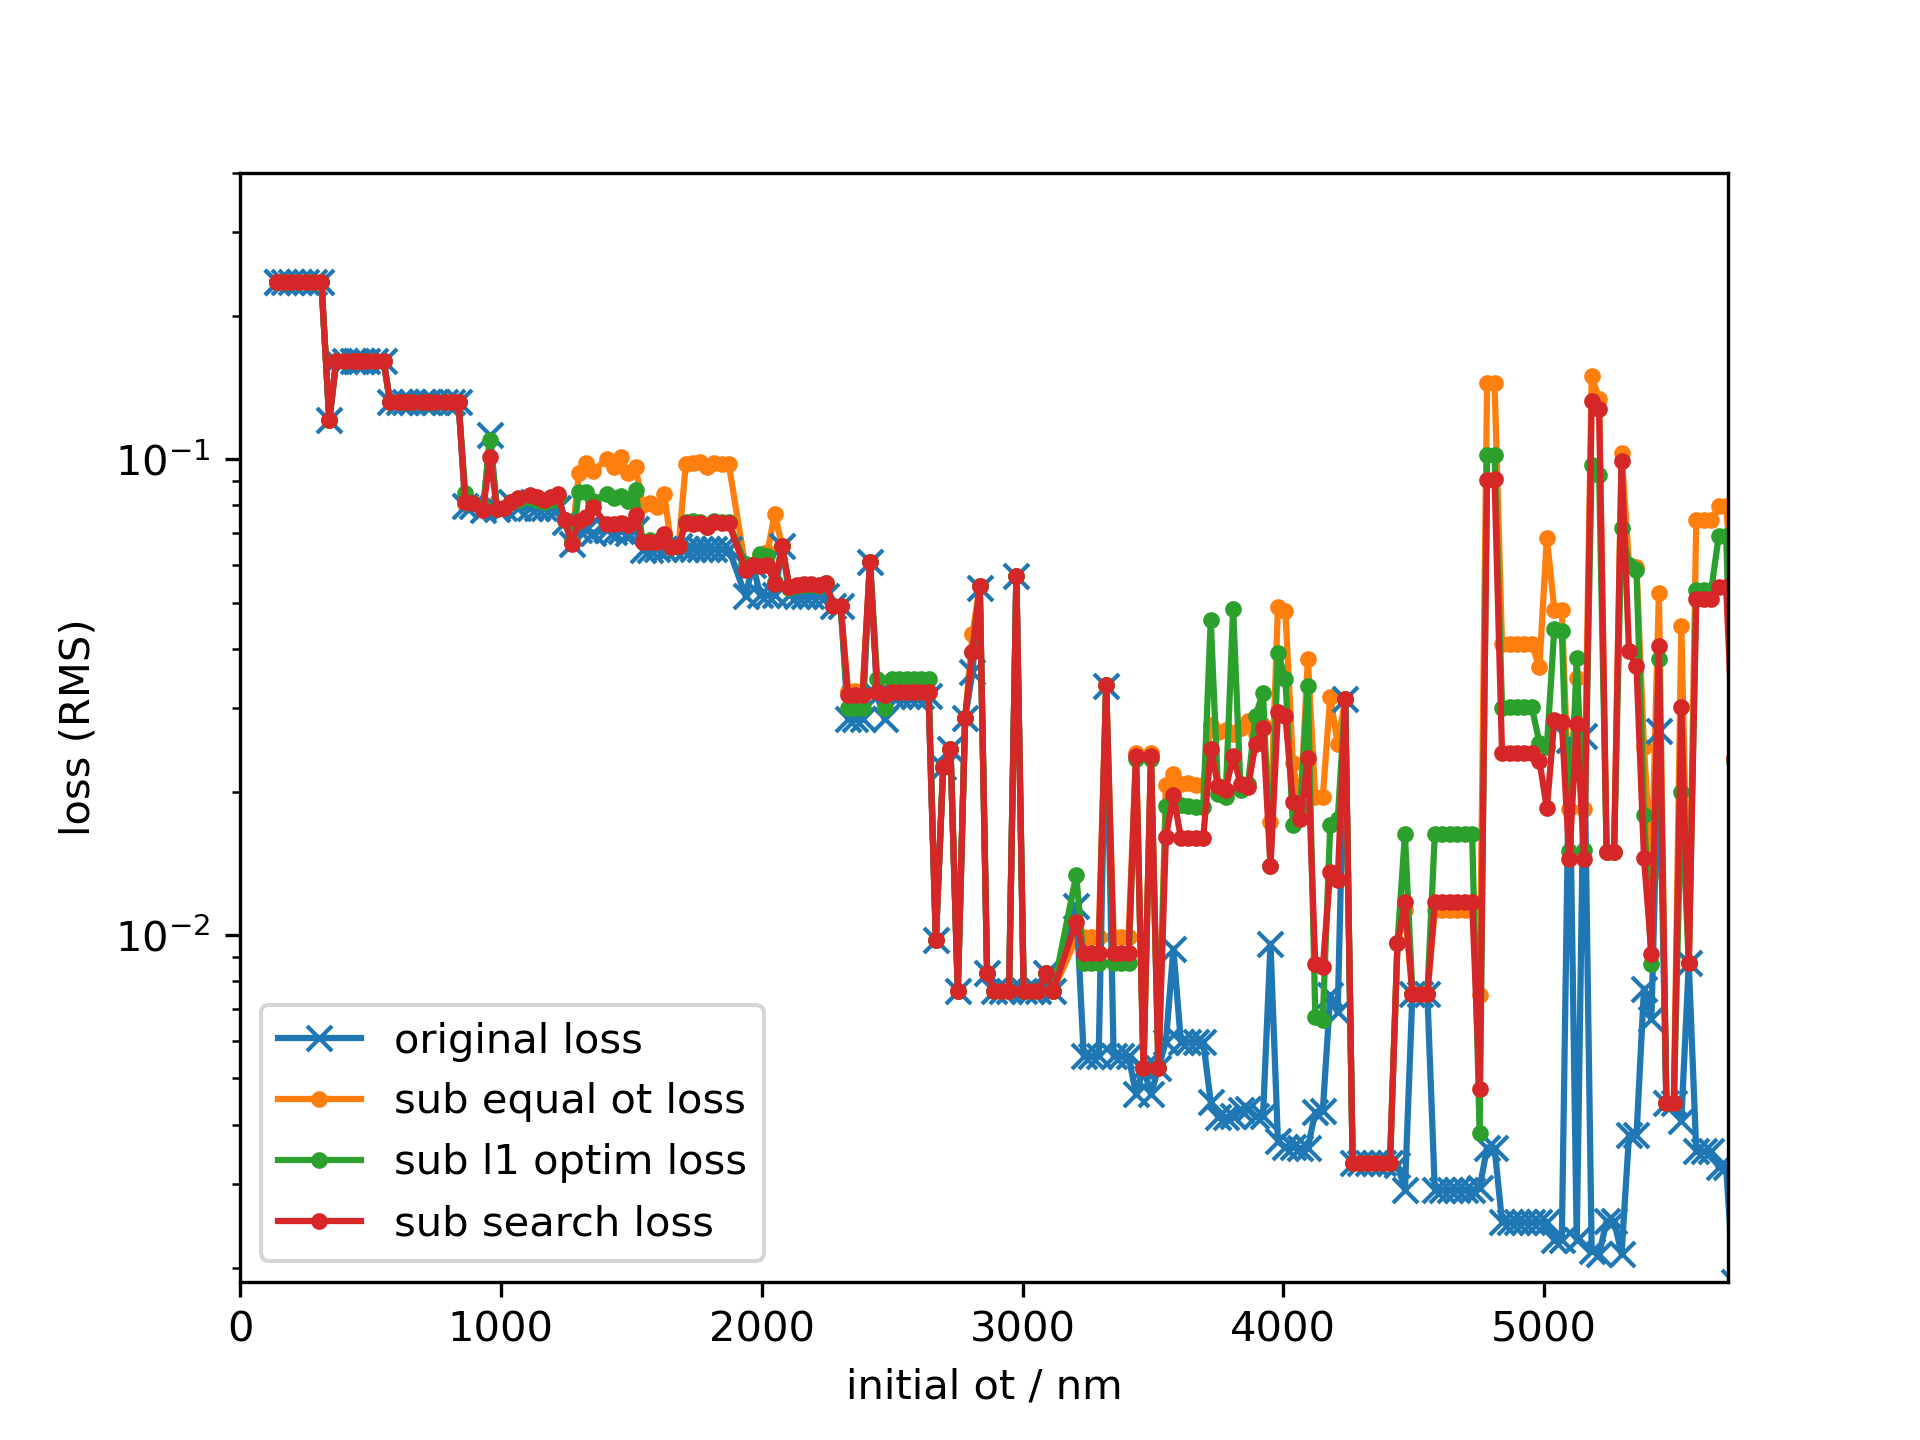 10⁻¹
10⁻²
loss (RMS)
original loss
sub equal ot loss
sub l1 optim loss
sub search loss
0 1000 2000 3000 4000 5000
initial ot / nm